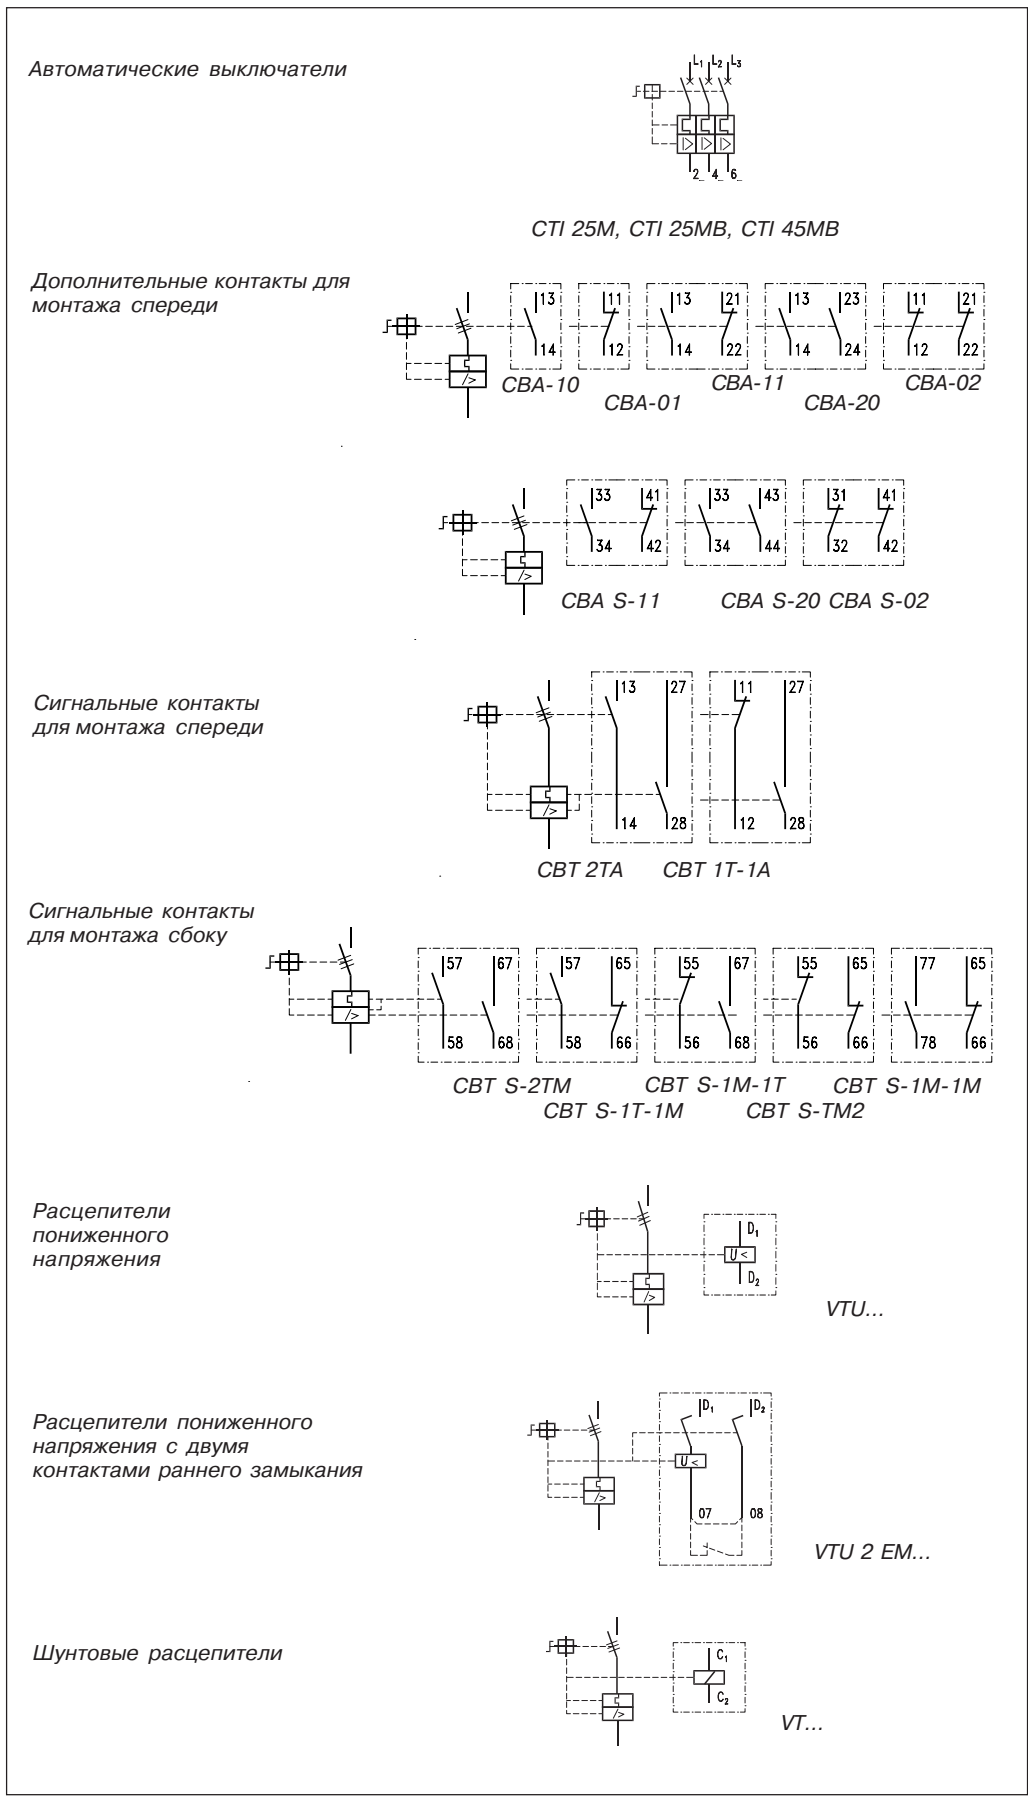 Автоматические выключатели
L1 L2 L3
2_ 4_ 6_
CTI 25M, CTI 25MB, CTI 45MB
Дополнительные контакты для
монтажа спереди
13 11 13 21 13 23 11 21
14 12 14 22 14 24 12 22
CBA-10 CBA-11 CBA-02
CBA-01 CBA-20
33 41 33 43 31 41
34 42 34 44 32 42
CBA S-11 CBA S-20 CBA S-02
Сигнальные контакты
для монтажа спереди
13 27 11 27
14 28 12 28
CBT 2TA CBT 1T-1A
Сигнальные контакты
для монтажа сбоку
57 67 57 65 55 67 55 65 77 65
58 68 58 66 56 68 56 66 78 66
CBT S-2TM CBT S-1M-1T CBT S-1M-1M
CBT S-1T-1M CBT S-TM2
Расцепители
пониженного
напряжения
D1
U <
D2
VTU...
Расцепители пониженного
напряжения с двумя
контактами раннего замыкания
D1 D2
U <
07 08
VTU 2 EM...
Шунтовые расцепители
C1
C2
VT...